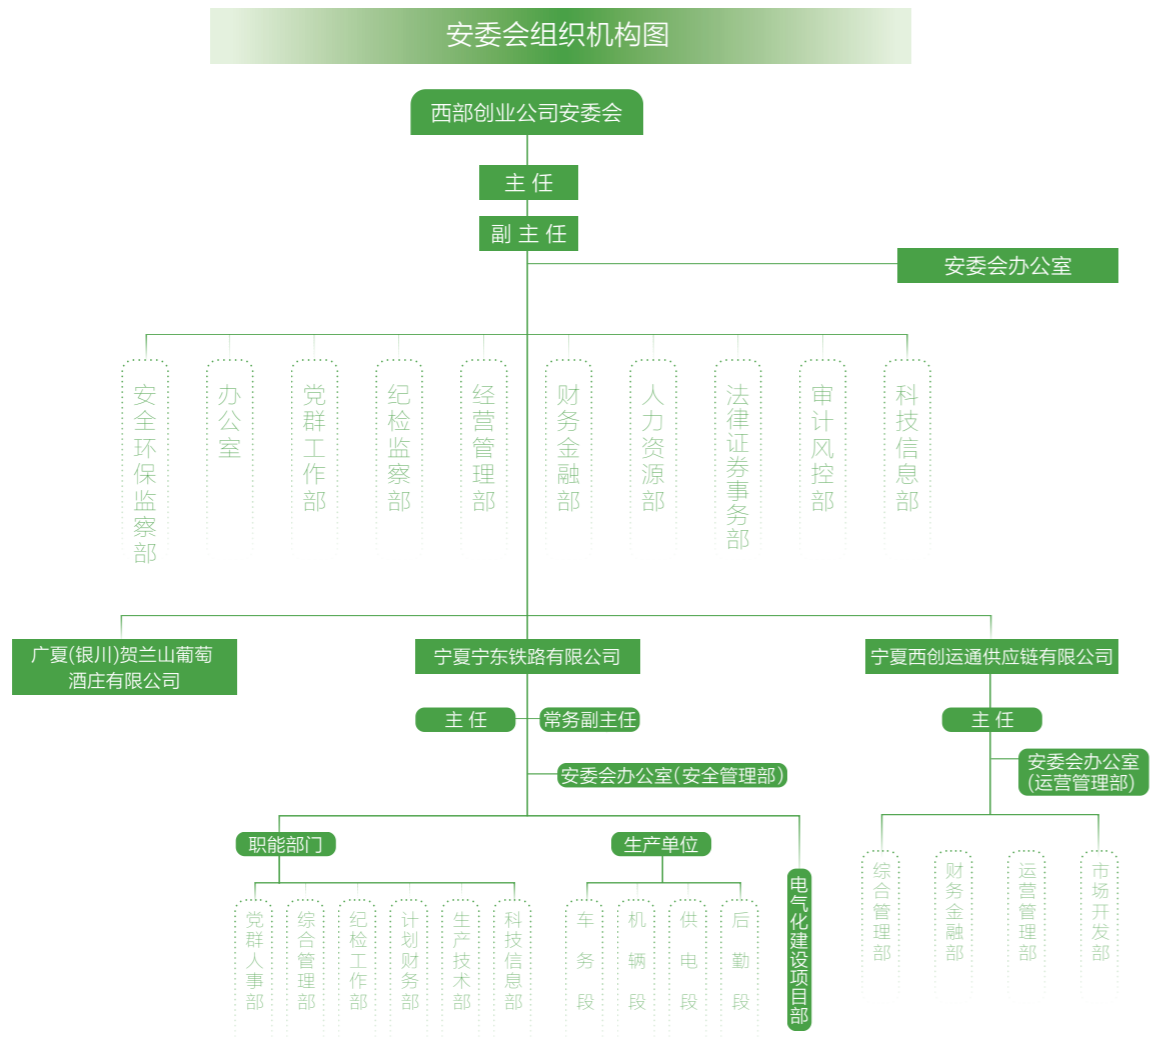 安委会组织机构图
西部创业公司安委会
主 任
副 主 任
安委会办公室
安全环保监察部
办公室
党群工作部
纪检监察部
经营管理部
财务金融部
人力资源部
法律证券事务部
审计风控部
科技信息部
广夏(银川)贺兰山葡萄
酒庄有限公司
宁夏宁东铁路有限公司
宁夏西创运通供应链有限公司
主 任
常务副主任
主 任
安委会办公室(安全管理部)
安委会办公室
(运营管理部)
职能部门
生产单位
电气化建设项目部
党群人事部
综合管理部
纪检工作部
计划财务部
生产技术部
科技信息部
车务段
机辆段
供电段
后勤段
综合管理部
财务金融部
运营管理部
市场开发部